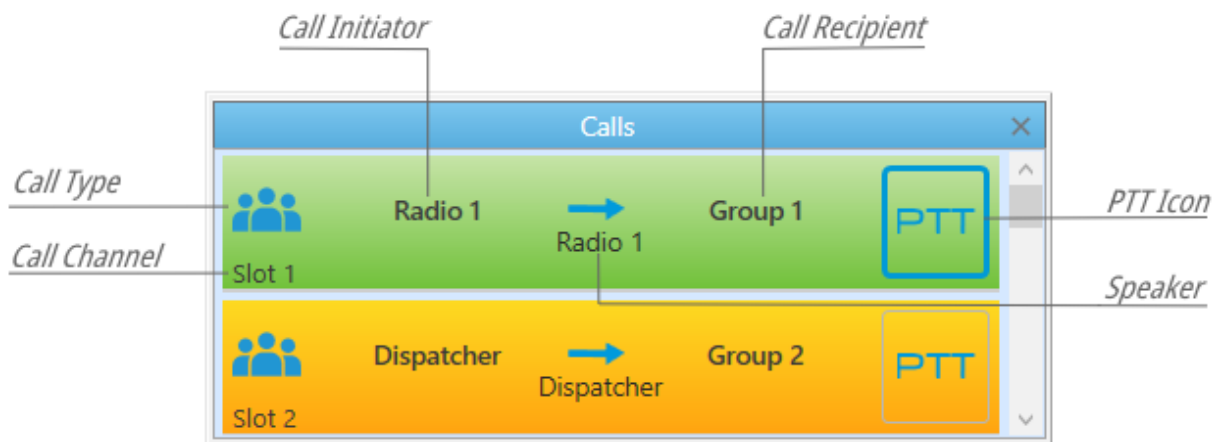 Call Initiator
Call Recipient
Calls
Call Type
Radio 1
Group 1
PTT
PTT Icon
Radio 1
Call Channel
Slot 1
Speaker
Dispatcher
Group 2
PTT
Dispatcher
Slot 2